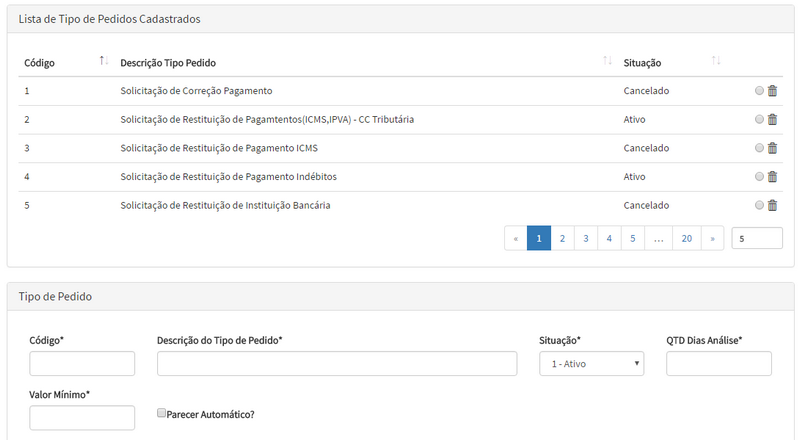 Lista de Tipo de Pedidos Cadastrados
Código Descrição Tipo Pedido Situação
1 Solicitação de Correção Pagamento Cancelado
2 Solicitação de Restituição de Pagamtentos(ICMS,IPVA) - CC Tributária Ativo
3 Solicitação de Restituição de Pagamento ICMS Cancelado
4 Solicitação de Restituição de Pagamento Indébitos Ativo
5 Solicitação de Restituição de Instituição Bancária Cancelado
« 1 2 3 4 5 ... 20 » 5
Tipo de Pedido
Código* Descrição do Tipo de Pedido* Situação* QTD Dias Análise*
1 - Ativo
Valor Mínimo*
Parecer Automático?